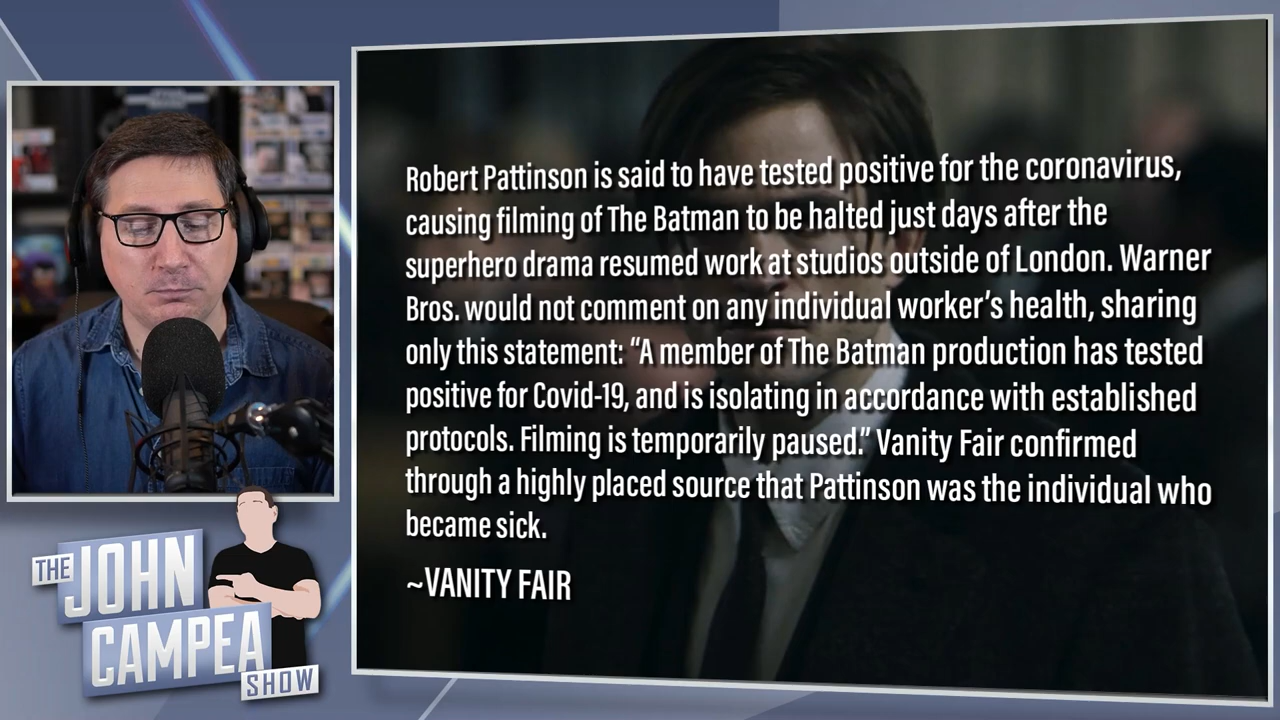 Robert Pattinson is said to have tested positive for the coronavirus,
causing filming of The Batman to be halted just days after the
superhero drama resumed work at studios outside of London. Warner
Bros. would not comment on any individual worker’s health, sharing
only this statement: “A member of The Batman production has tested
positive for Covid-19, and is isolating in accordance with established
protocols. Filming is temporarily paused.” Vanity Fair confirmed
through a highly placed source that Pattinson was the individual who
became sick.
~VANITY FAIR
THE
JOHN
CAMPEA
SHOW